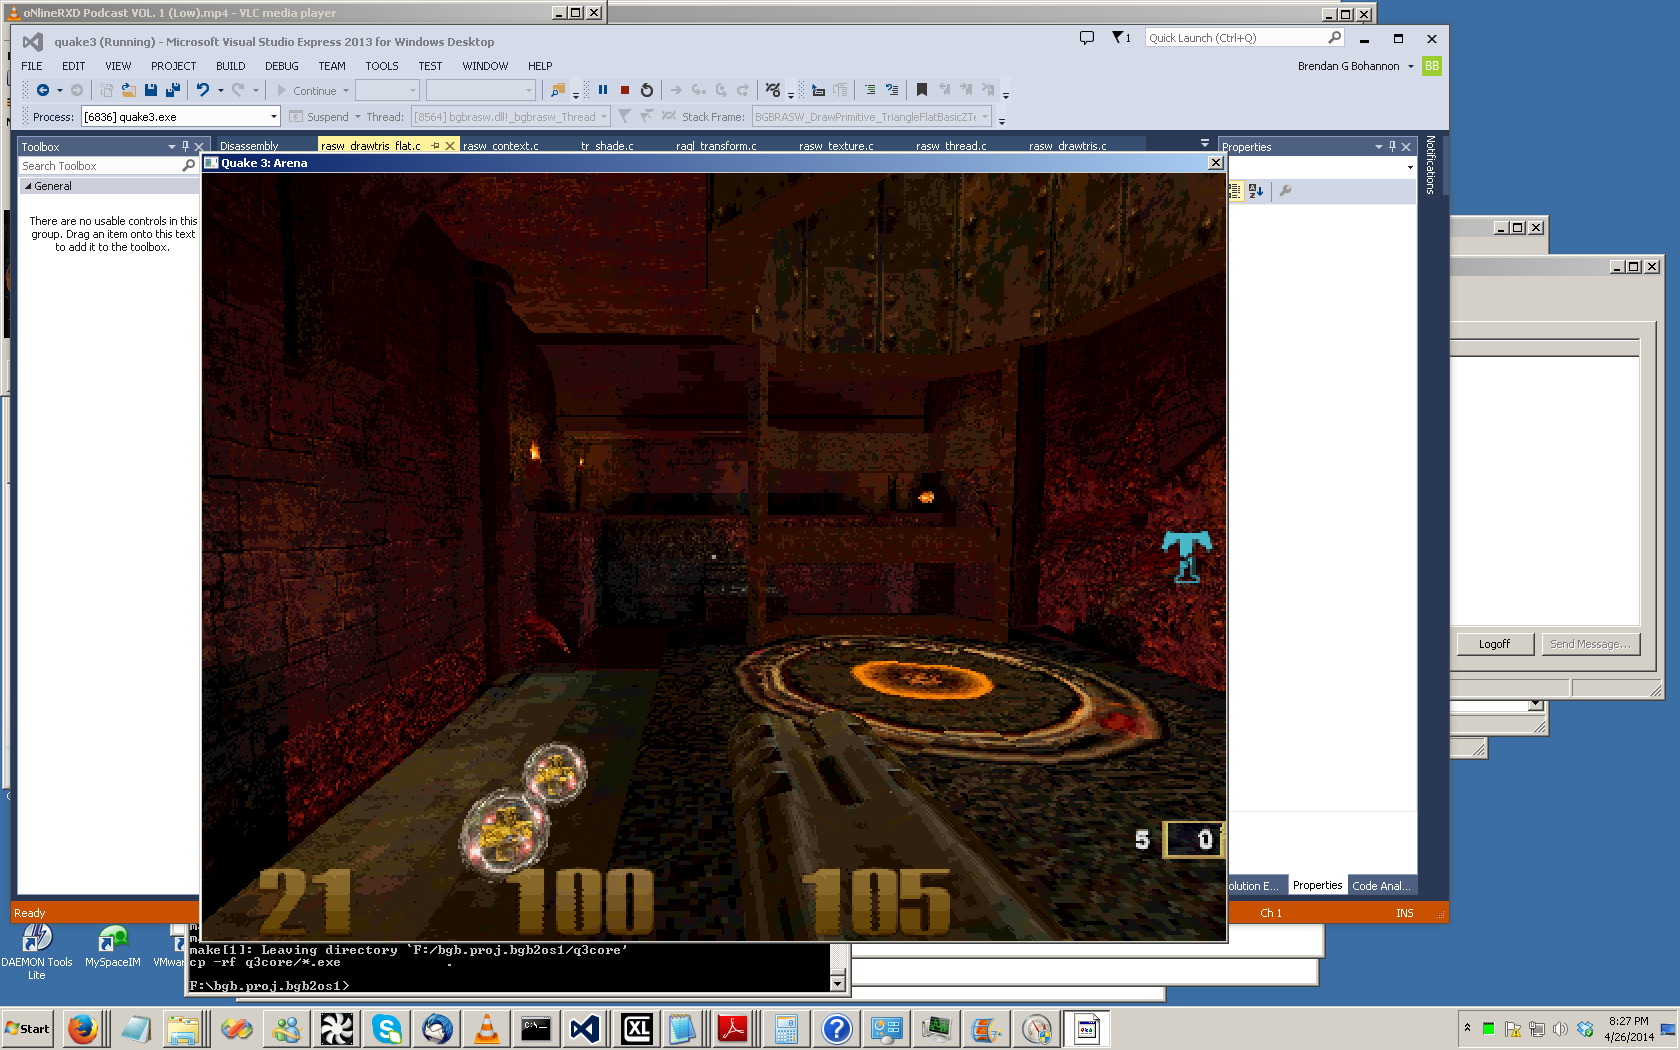 oNlineRXD Podcast VOL. 1 (Low).mp4 - VLC media player
quake3 (Running) - Microsoft Visual Studio Express 2013 for Windows Desktop
1
Quick Launch (Ctrl+Q)
FILE EDIT VIEW PROJECT BUILD DEBUG TEAM TOOLS TEST WINDOW HELP
Brendan G Bohannon
BB
Continue
Process: [6836] quake3.exe Suspend Thread: [8564] bgbrasw.dll!_bgbrasw_Thread Stack Frame: BGBRASW_DrawPrimitive_TriangleFlatBasicZTe
Toolbox
Disassembly rasw_drawtris_flat.c rasw_context.c tr_shade.c ragl_transform.c rasw_texture.c rasw_thread.c rasw_drawtris.c
Properties
Notifications
Search Toolbox
Quake 3: Arena
General
There are no usable controls in this
group. Drag an item onto this text
to add it to the toolbox.
Logoff
Send Message...
5 0
21 100 105
olution E... Properties Code Anal...
Ready
Ch 1
INS
make[1]: Leaving directory `F:/bgb.proj.bgb2os1/q3core'
cp -rf q3core/*.exe .
F:\bgb.proj.bgb2os1>
DAEMON Tools
Lite
MySpaceIM
VMwar
Start
C:\
XL
8:27 PM
4/26/2014